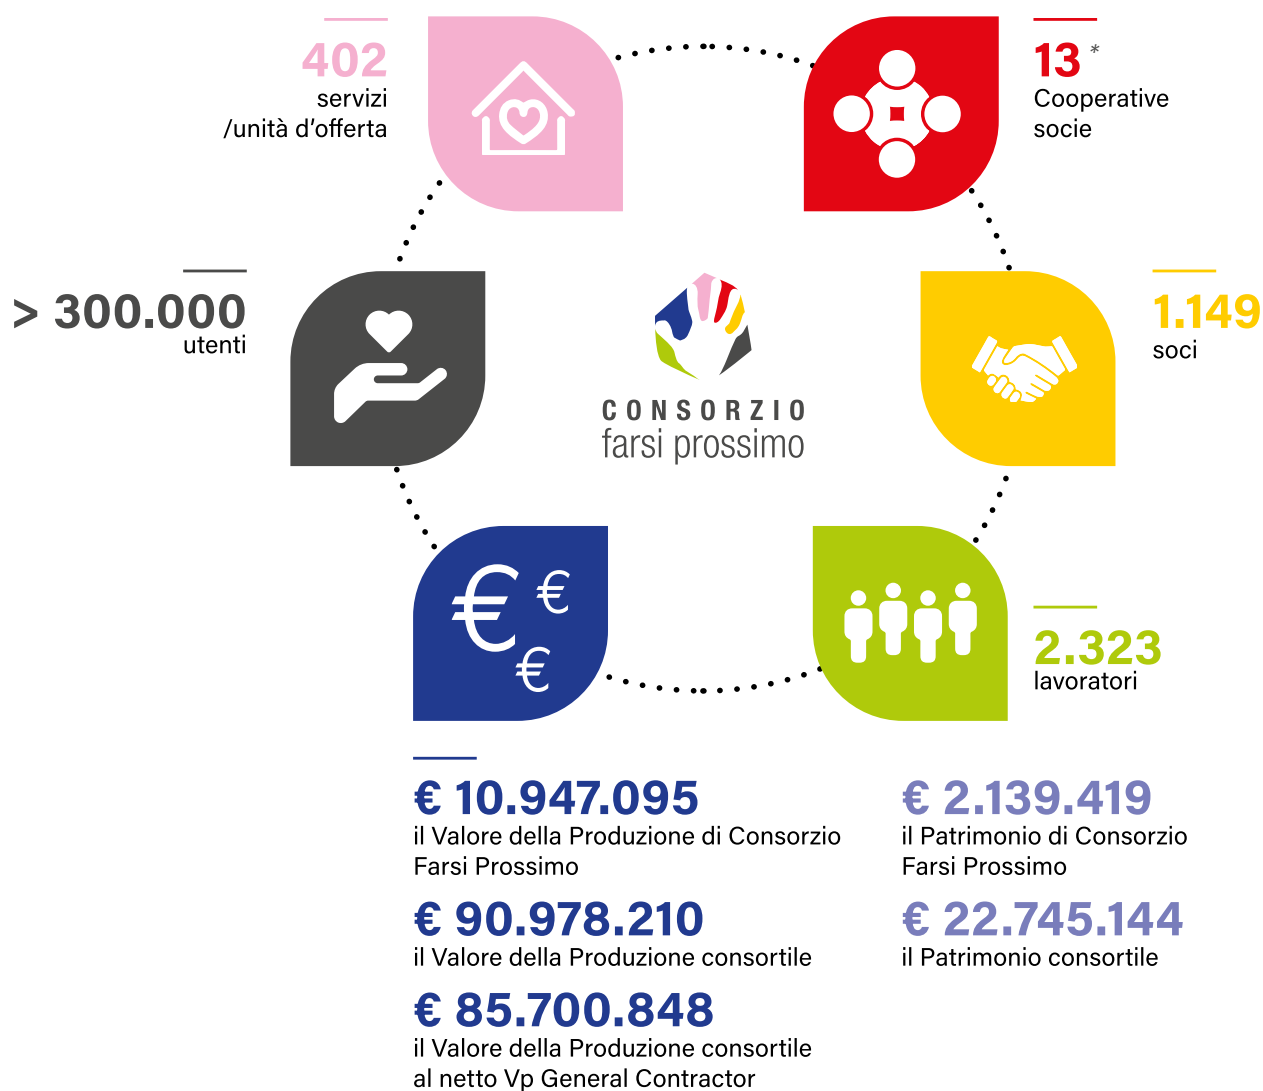 402
servizi
/unità d’offerta
13 *
Cooperative
socie
> 300.000
utenti
CONSORZIO
farsi prossimo
1.149
soci
€ € €
2.323
lavoratori
€ 10.947.095
il Valore della Produzione di Consorzio
Farsi Prossimo
€ 90.978.210
il Valore della Produzione consortile
€ 85.700.848
il Valore della Produzione consortile
al netto Vp General Contractor
€ 2.139.419
il Patrimonio di Consorzio
Farsi Prossimo
€ 22.745.144
il Patrimonio consortile